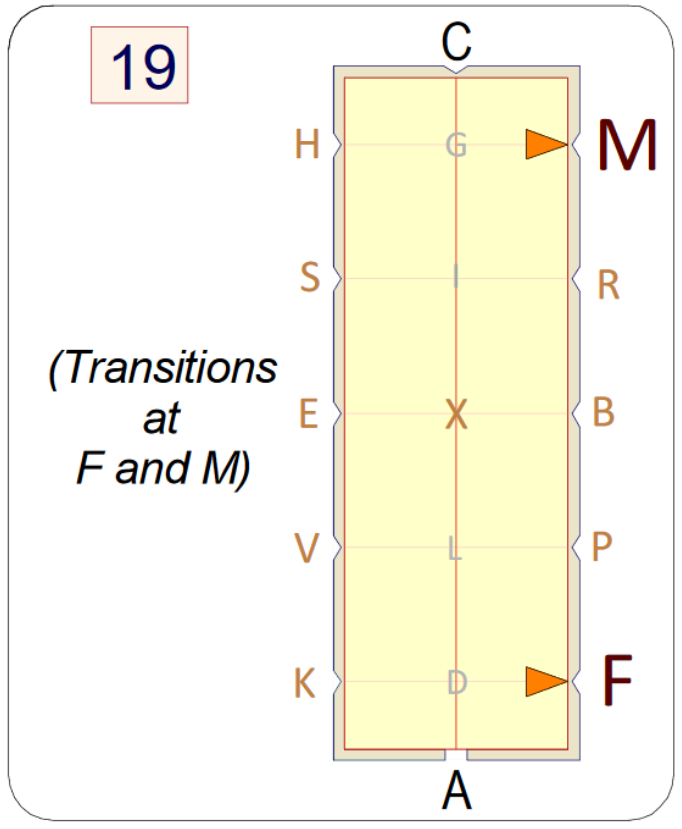 19
C
H G M
S I R
(Transitions
at
F and M)
E X B
V L P
K D F
A